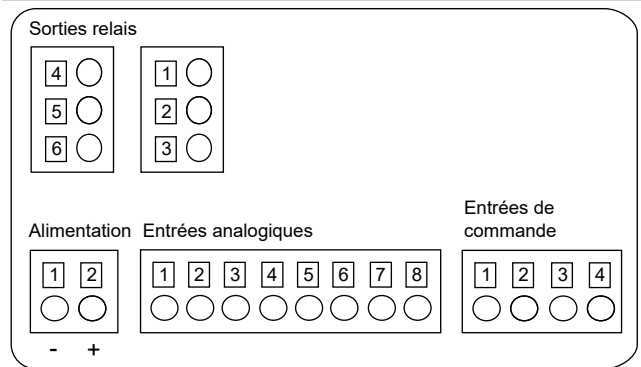 Sorties relais
4 1
5 2
6 3
Alimentation Entrées analogiques Entrées de
commande
1 2 1 2 3 4 5 6 7 8 1 2 3 4
- +